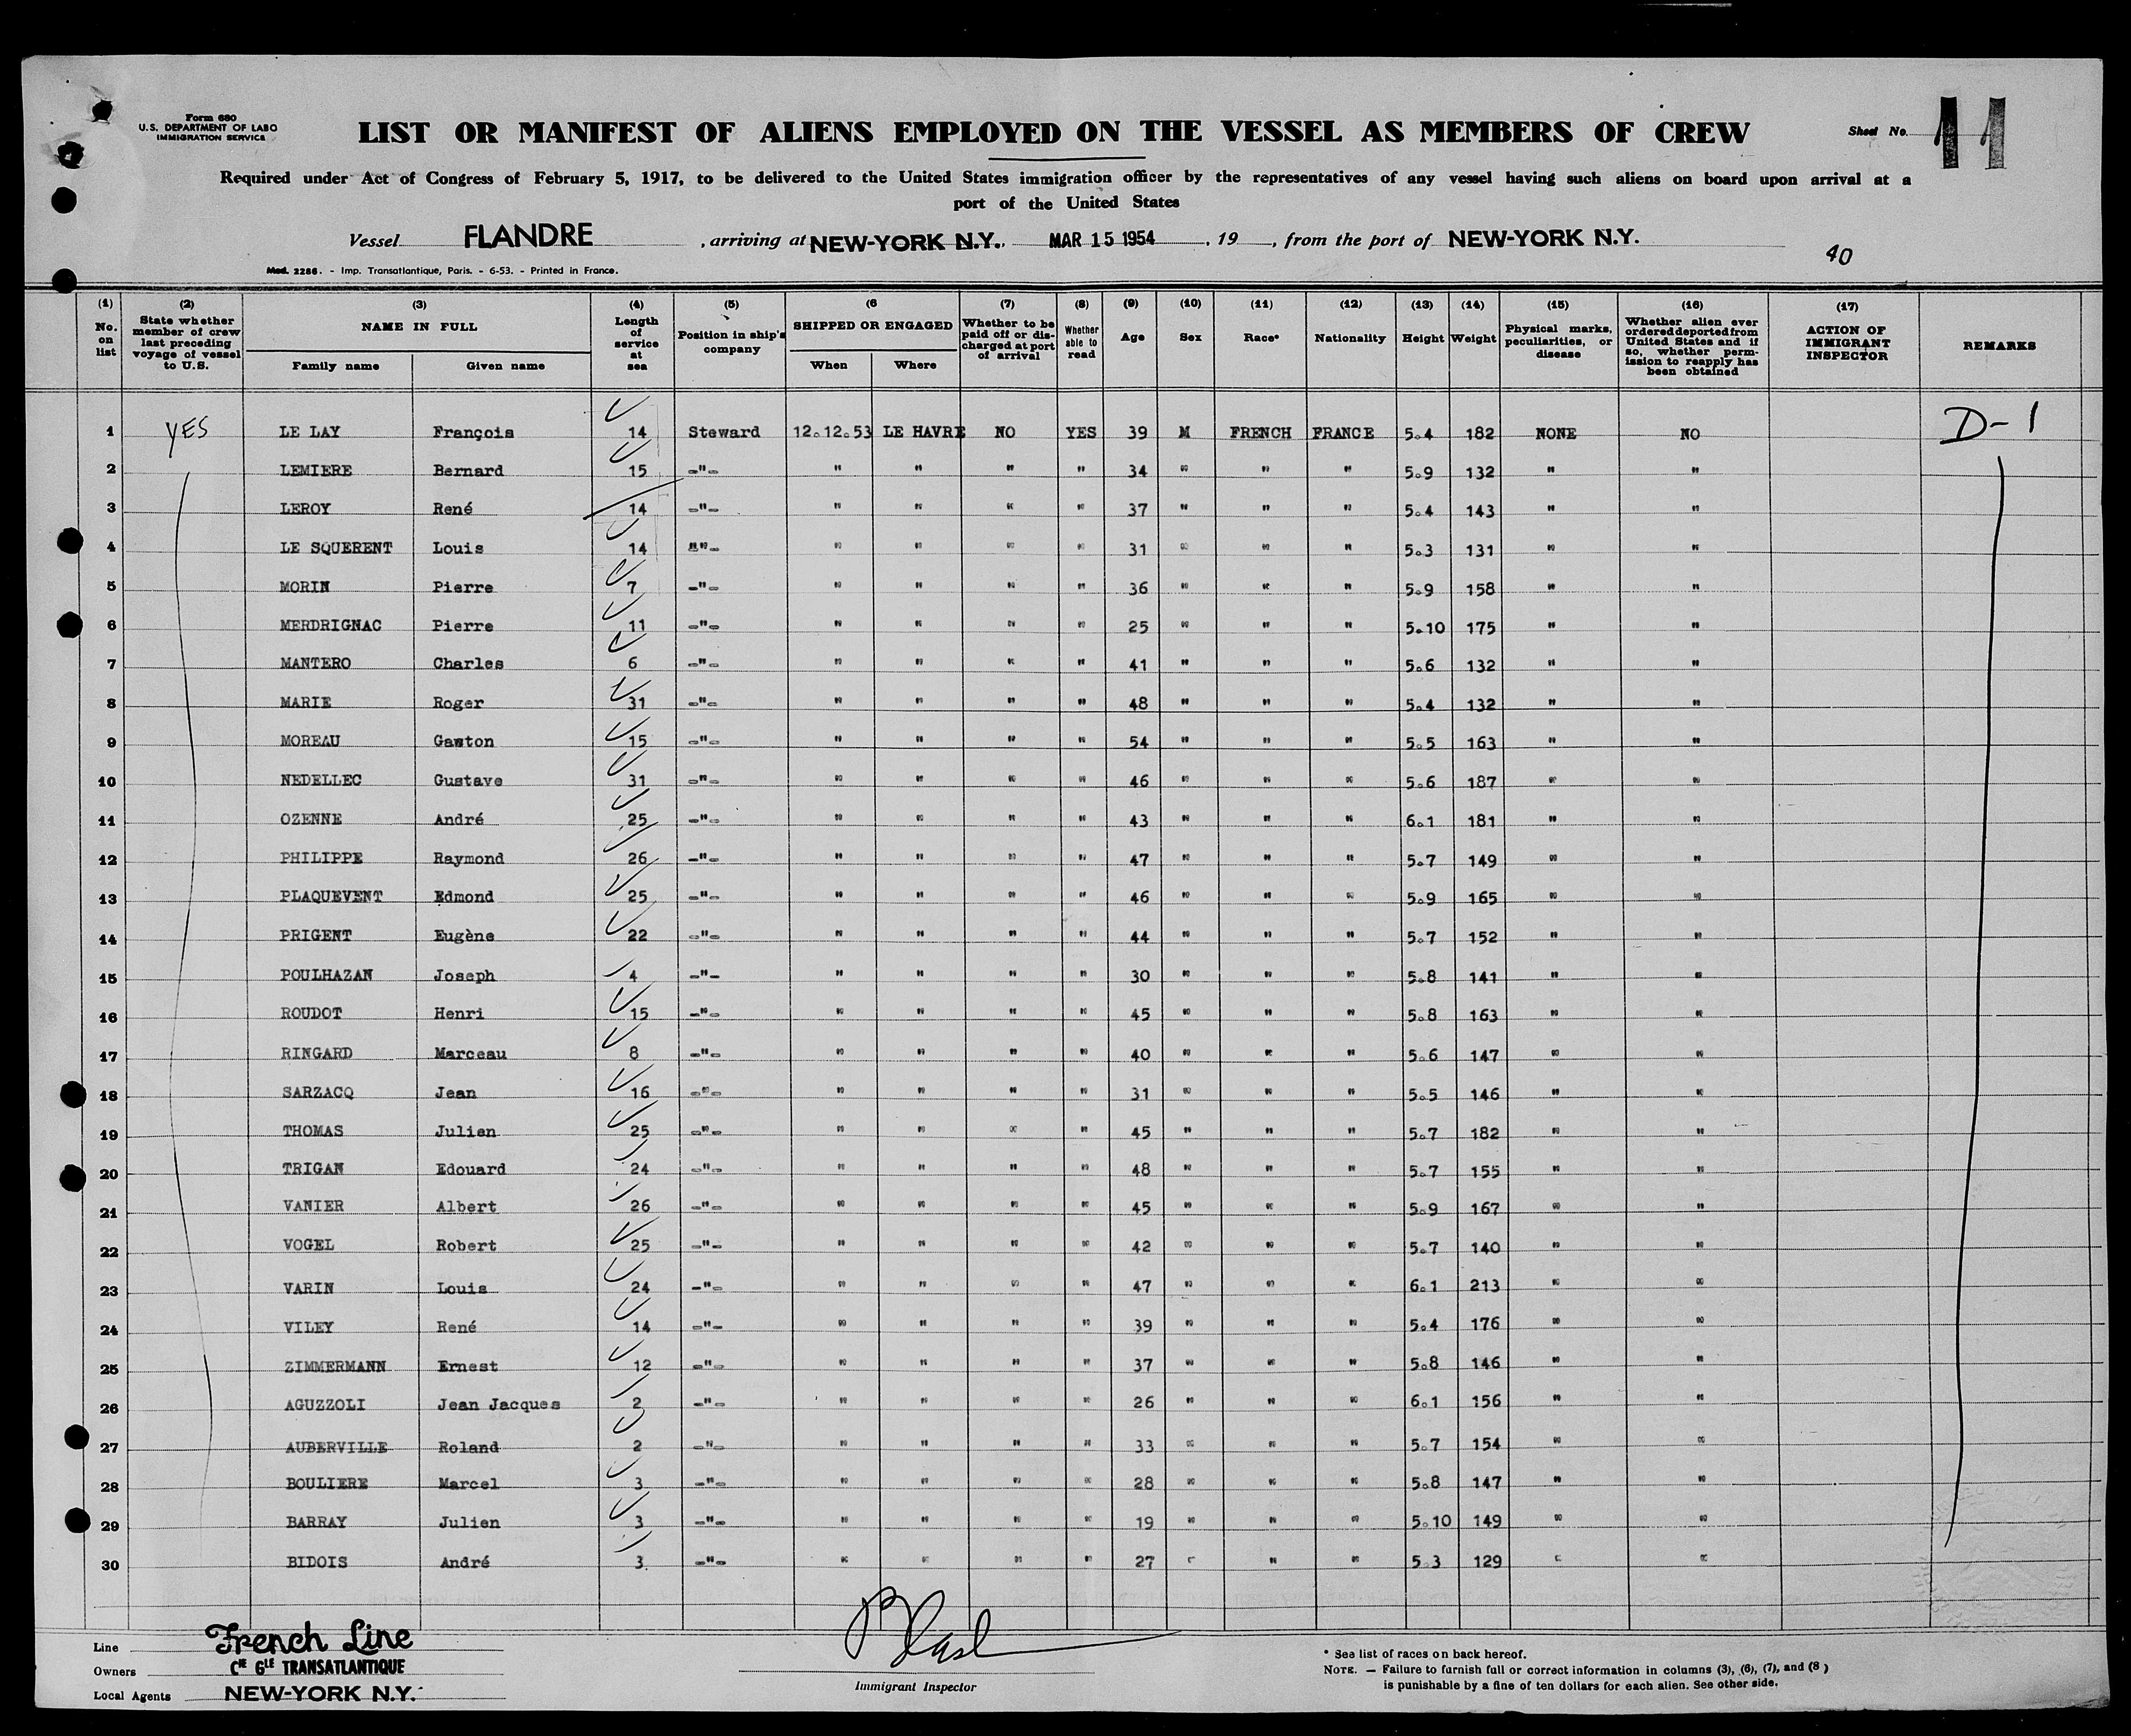 Form 680
U.S. DEPARTMENT OF LABO
IMMIGRATION SERVICE
LIST OR MANIFEST OF ALIENS EMPLOYED ON THE VESSEL AS MEMBERS OF CREW
Sheet No. 11
Required under Act of Congress of February 5, 1917, to be delivered to the United States immigration officer by the representatives of any vessel having such aliens on board upon arrival at a
port of the United States
Vessel FLANDRE, arriving at NEW-YORK N.Y., MAR 15 1954, 19, from the port of NEW-YORK N.Y.
40
Mod. 2286. - Imp. Transatlantique, Paris. - 6-53. - Printed in France.
(1) (2) (3) (4) (5) (6 (7) (8) (9) (10) (11) (12) (13) (14) (15) (16) (17)
No. on list
State whether member of crew last preceding voyage of vessel to U.S.
NAME IN FULL
Family name Given name
Length of service at sea
Position in ship's company
SHIPPED OR ENGAGED
When Where
Whether to be paid off or discharged at port of arrival
Whether able to read
Age
Sex
Race*
Nationality
Height
Weight
Physical marks, peculiarities, or disease
Whether alien ever ordered deported from United States and if so, whether permission to reapply has been obtained
ACTION OF IMMIGRANT INSPECTOR
REMARKS
1 YES LE LAY François 14 Steward 12.12.53 LE HAVRE NO YES 39 M FRENCH FRANCE 5.4 182 NONE NO D-1
2 LEMIERE Bernard 15 -"- " " " " 34 " " " 5.9 132 " "
3 LEROY René 14 -"- " " " " 37 " " " 5.4 143 " "
4 LE SQUERENT Louis 14 "". " " " " 31 " " " 5.3 131 " "
5 MORIN Pierre 7 -"- " " " " 36 " " " 5.9 158 " "
6 MERDRIGNAC Pierre 11 -"- " " " " 25 " " " 5.10 175 " "
7 MANTERO Charles 6 -"- " " " " 41 " " " 5.6 132 " "
8 MARIE Roger 31 -"- " " " " 48 " " " 5.4 132 " "
9 MOREAU Gaston 15 -"- " " " " 54 " " " 5.5 163 " "
10 NEDELLEC Gustave 31 -"- " " " " 46 " " " 5.6 187 " "
11 OZENNE André 25 -"- " " " " 43 " " " 6.1 181 " "
12 PHILIPPE Raymond 26 -"- " " " " 47 " " " 5.7 149 " "
13 PLAQUEVENT Edmond 25 -"- " " " " 46 " " " 5.9 165 " "
14 PRIGENT Eugène 22 -"- " " " " 44 " " " 5.7 152 " "
15 POULHAZAN Joseph 4 -"- " " " " 30 " " " 5.8 141 " "
16 ROUDOT Henri 15 -"- " " " " 45 " " " 5.8 163 " "
17 RINGARD Marceau 8 " " " " 40 " " " 5.6 147 " "
18 SARZACQ Jean 16 -"- " " " " 31 " " " 5.5 146 " "
19 THOMAS Julien 25 -"- " " " " 45 " " " 5.7 182 " "
20 TRIGAN Edouard 24 -"- " " " " 48 " " " 5.7 155 " "
21 VANIER Albert 26 -"- " " " " 45 " " " 5.9 167 " "
22 VOGEL Robert 25 -"- " " " " 42 " " " 5.7 140 " "
23 VARIN Louis 24 -"- " " " " 47 " " " 6.1 213 " "
24 VILEY René 14 -"- " " " " 39 " " " 5.4 176 " "
25 ZIMMERMANN Ernest 12 -"- " " " " 37 " " " 5.8 146 " "
26 AGUZZOLI Jean Jacques 2 -"- " " " " 26 " " " 6.1 156 " "
27 AUBERVILLE Roland 2 -"- " " " " 33 " " " 5.7 154 " "
28 BOULIERE Marcel 3 -"- " " " " 28 " " " 5.8 147 " "
29 BARRAY Julien 3 -"- " " " " 19 " " " 5.10 149 " "
30 BIDOIS André 3. -"- " " " " 27 " " " 5.3 129 " "
Line French Line
Owners Cie Gle TRANSATLANTIQUE
Local Agents NEW-YORK N.Y.
Immigrant Inspector
* See list of races on back hereof.
NOTE. — Failure to furnish full or correct information in columns (3), (6), (7), and (8)
is punishable by a fine of ten dollars for each alien. See other side.